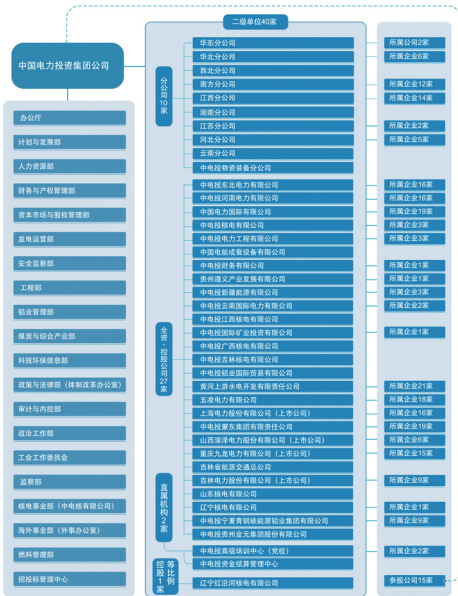 中国电力投资集团公司
办公厅
计划与发展部
人力资源部
财务与产权管理部
资本市场与股权管理部
发电运营部
安全监察部
工程部
铝业管理部
煤炭与综合产业部
科技环保信息部
政策与法律部（体制改革办公室）
审计与内控部
政治工作部
工会工作委员会
监察部
核电事业部（中电核有限公司）
海外事业部（外事办公室）
燃料管理部
招投标管理中心
二级单位40家
分公司10家
华东分公司
华北分公司
西北分公司
南方分公司
江西分公司
湖南分公司
江苏分公司
河北分公司
云南分公司
中电投物资装备分公司
全资·控股公司27家
中电投东北电力有限公司
中电投河南电力有限公司
中国电力国际有限公司
中电投核电有限公司
中电投电力工程有限公司
中国电能成套设备有限公司
中电投财务有限公司
贵州遵义产业发展有限公司
中电投新疆能源有限公司
中电投云南国际电力有限公司
中电投江西核电有限公司
中电投国际矿业投资有限公司
中电投广西核电有限公司
中电投吉林核电有限公司
中电投铝业国际贸易有限公司
黄河上游水电开发有限责任公司
五凌电力有限公司
上海电力股份有限公司（上市公司）
中电投蒙东集团有限责任公司
山西漳泽电力股份有限公司（上市公司）
重庆九龙电力有限公司（上市公司）
吉林省能源交通总公司
吉林电力股份有限公司（上市公司）
山东核电有限公司
辽宁核电有限公司
中电投宁夏青铜峡能源铝业集团有限公司
中电投贵州金元集团股份有限公司
直属机构2家
中电投高级培训中心（党校）
中电投资金结算管理中心
等比例控股1家
辽宁红沿河核电有限公司
所属公司2家
所属企业6家
所属企业12家
所属企业14家
所属企业2家
所属企业5家
所属企业16家
所属企业16家
所属企业19家
所属企业3家
所属企业3家
所属企业1家
所属企业1家
所属企业3家
所属企业2家
所属企业1家
所属企业21家
所属企业18家
所属企业16家
所属企业19家
所属企业6家
所属企业15家
所属企业9家
所属企业1家
所属企业9家
所属企业2家
参股公司15家